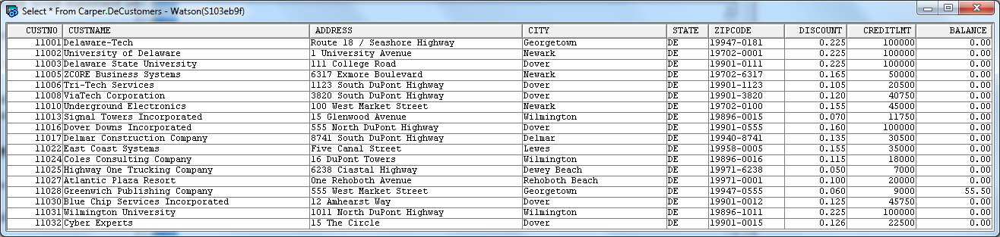 Select * From Carper.DeCustomers - Watson(S103eb9f)
CUSTNO CUSTNAME ADDRESS CITY STATE ZIPCODE DISCOUNT CREDITLMT BALANCE
11001 Delaware-Tech Route 18 / Seashore Highway Georgetown DE 19947-0181 0.225 100000 0.00
11002 University of Delaware 1 University Avenue Newark DE 19702-0001 0.225 100000 0.00
11003 Delaware State University 111 College Road Dover DE 19901-0111 0.225 100000 0.00
11005 ZCORE Business Systems 6317 Exmore Boulevard Newark DE 19702-6317 0.165 50000 0.00
11006 Tri-Tech Services 1123 South DuPont Highway Dover DE 19901-1123 0.105 20500 0.00
11008 ViaTech Corporation 3820 South DuPont Highway Dover DE 19901-3820 0.120 40750 0.00
11010 Underground Electronics 100 West Market Street Newark DE 19702-0100 0.155 45000 0.00
11013 Signal Towers Incorporated 15 Glenwood Avenue Wilmington DE 19896-0015 0.070 11750 0.00
11016 Dover Downs Incorporated 555 North DuPont Highway Dover DE 19901-0555 0.160 100000 0.00
11017 Delmar Construction Company 8741 South DuPont Highway Delmar DE 19940-8741 0.135 30500 0.00
11022 East Coast Systems Five Canal Street Lewes DE 19958-0005 0.155 35000 0.00
11024 Coles Consulting Company 16 DuPont Towers Wilmington DE 19896-0016 0.115 18000 0.00
11025 Highway One Trucking Company 6238 Ciastal Highway Dewey Beach DE 19971-6238 0.050 7000 0.00
11027 Atlantic Plaza Resort One Rehoboth Avenue Rehoboth Beach DE 19971-0001 0.100 20000 0.00
11028 Greenwich Publishing Company 555 West Market Street Georgetown DE 19947-0555 0.060 9000 55.50
11030 Blue Chip Services Incorporated 12 Amhearst Way Dover DE 19901-0012 0.125 45750 0.00
11031 Wilmington University 1011 North DuPont Highway Wilmington DE 19896-1011 0.225 100000 0.00
11032 Cyber Experts 15 The Circle Dover DE 19901-0015 0.126 22500 0.00